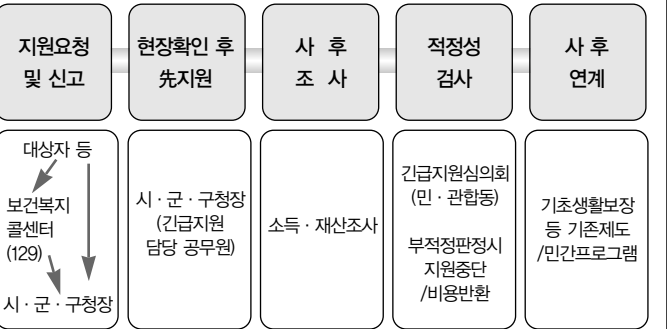 지원요청
및 신고
현장확인 후
先지원
사 후
조 사
적정성
검사
사 후
연계
대상자 등
보건복지
콜센터
(129)
시 · 군 · 구청장
시 · 군 · 구청장
(긴급지원
담당 공무원)
소득 · 재산조사
긴급지원심의회
(민 · 관합동)
부적정판정시
지원중단
/비용반환
기초생활보장
등 기존제도
/민간프로그램